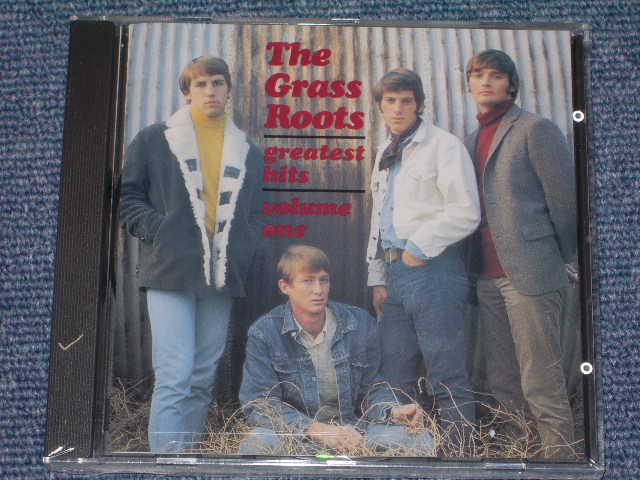 The
Grass
Roots
greatest
hits
volume
one